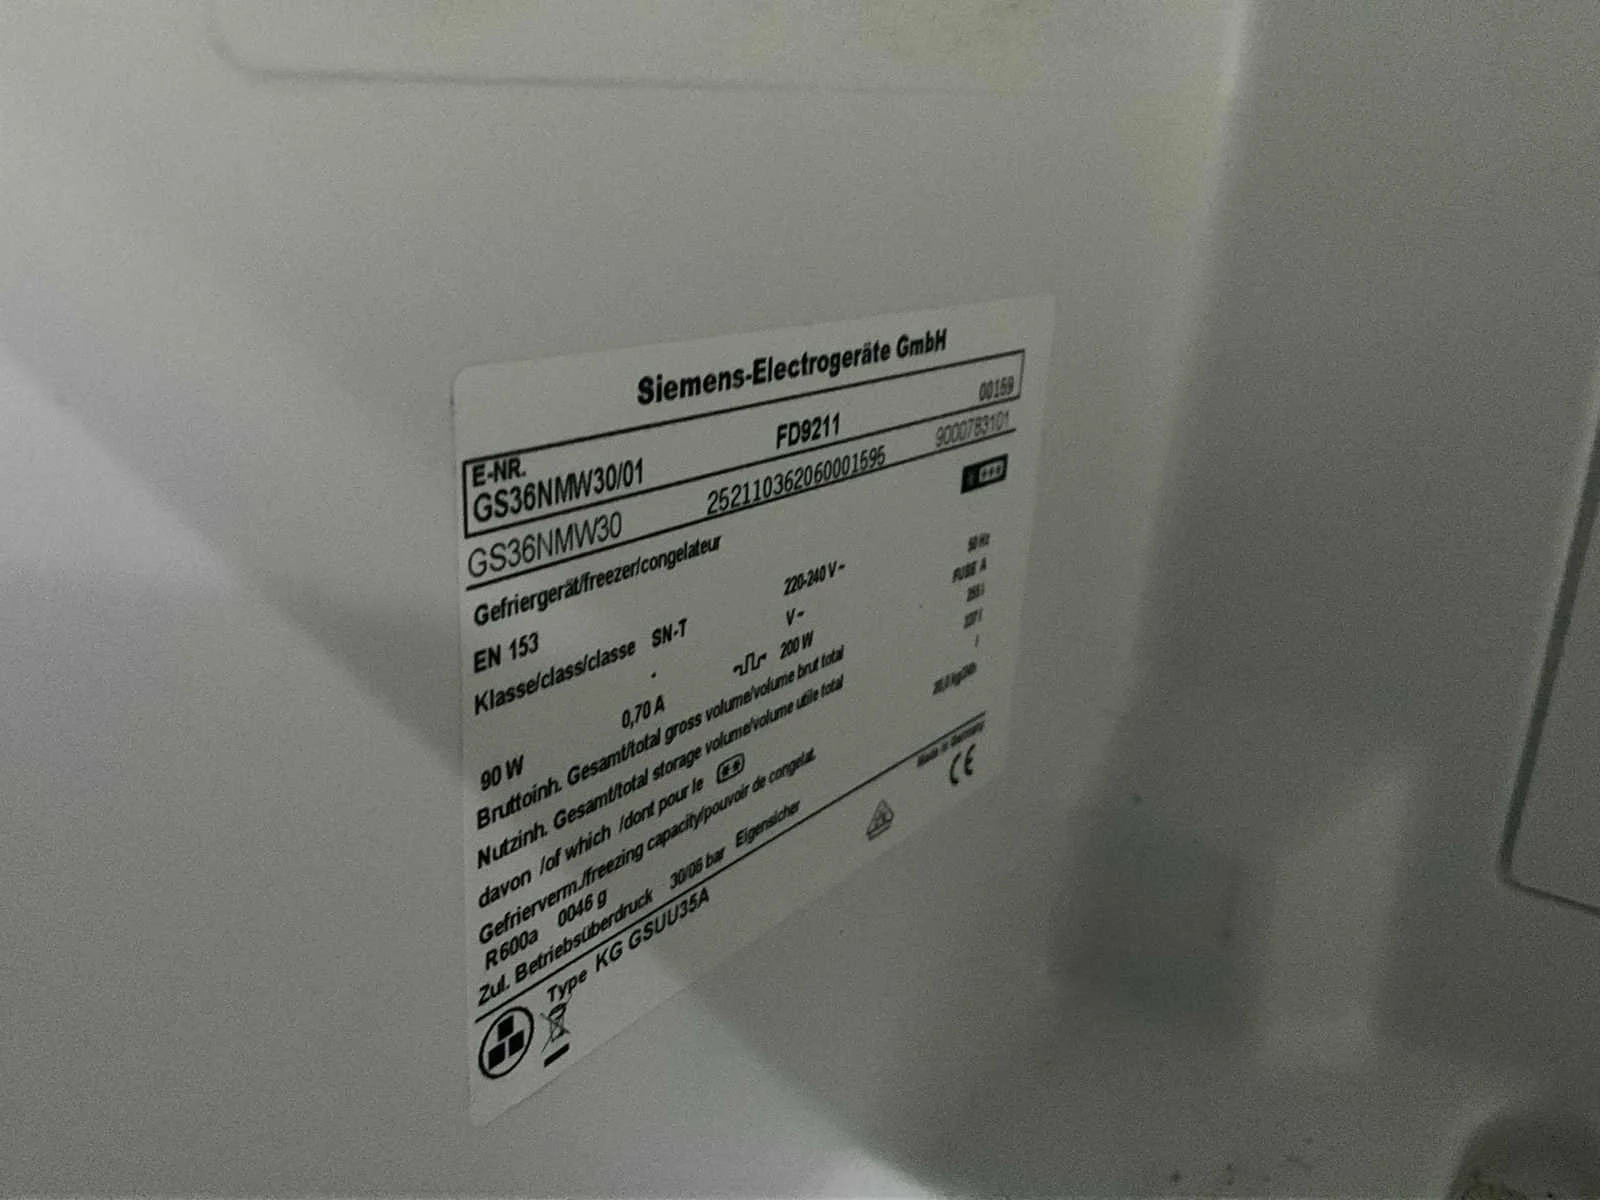 Siemens-Electrogeräte GmbH
E-NR.
GS36NMW30/01 FD9211 00169
GS36NMW30 252110362060001595 9000783101
Gefriergerät/freezer/congelateur
EN 153
Klasse/class/classe SN-T 220-240 V~ 50 Hz
V~ FUSE A
90 W 0,70 A 200 W
Bruttoinh. Gesamt/total gross volume/volume brut total
Nutzinh. Gesamt/total storage volume/volume utile total
davon /of which /dont pour le
Gefrierverm./freezing capacity/pouvoir de congelat.
R600a 0046 g
Zul. Betriebsüberdruck 30/06 bar Eigensicher
Made in Germany
Type KG GSUU35A
CE